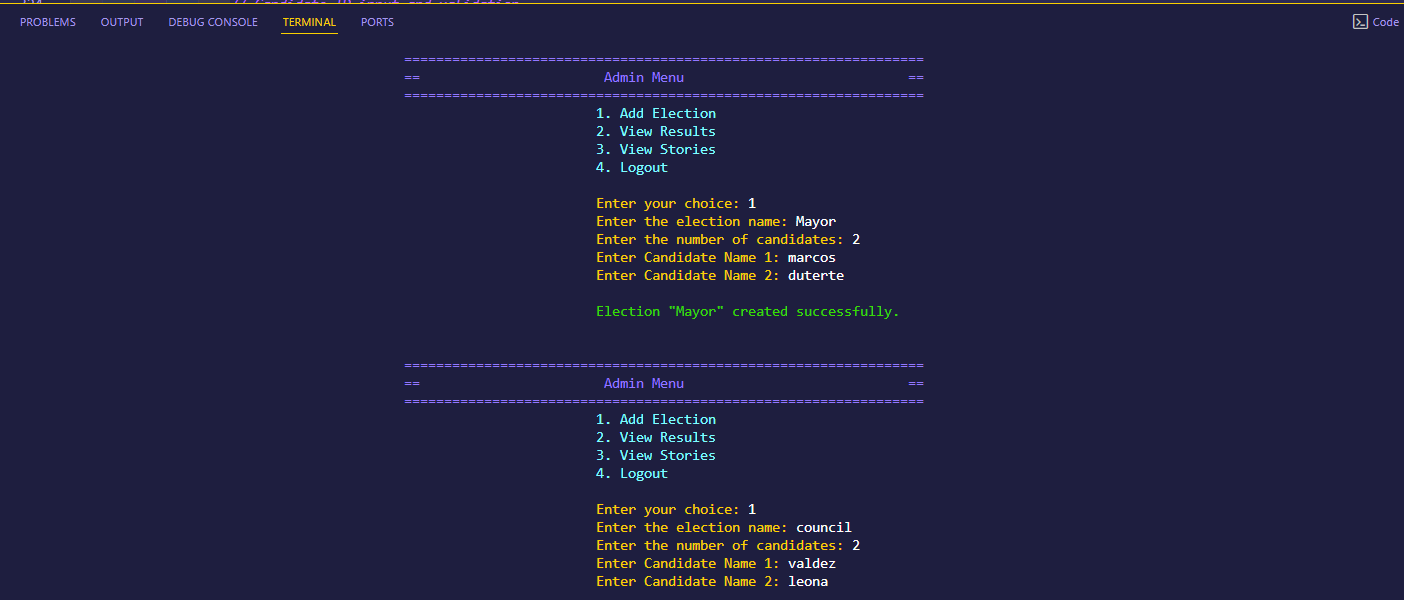 PROBLEMS OUTPUT DEBUG CONSOLE TERMINAL PORTS Code
=================================================================
== Admin Menu ==
=================================================================
1. Add Election
2. View Results
3. View Stories
4. Logout
Enter your choice: 1
Enter the election name: Mayor
Enter the number of candidates: 2
Enter Candidate Name 1: marcos
Enter Candidate Name 2: duterte
Election "Mayor" created successfully.
=================================================================
== Admin Menu ==
=================================================================
1. Add Election
2. View Results
3. View Stories
4. Logout
Enter your choice: 1
Enter the election name: council
Enter the number of candidates: 2
Enter Candidate Name 1: valdez
Enter Candidate Name 2: leona